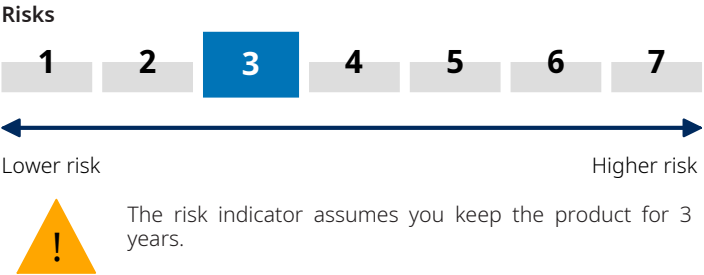 Risks
1 2 3 4 5 6 7
Lower risk Higher risk
!
The risk indicator assumes you keep the product for 3
years.